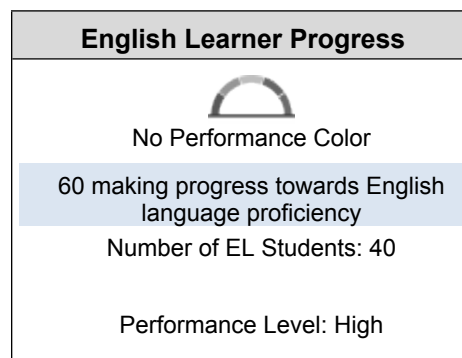 English Learner Progress
No Performance Color
60 making progress towards English
language proficiency
Number of EL Students: 40
Performance Level: High